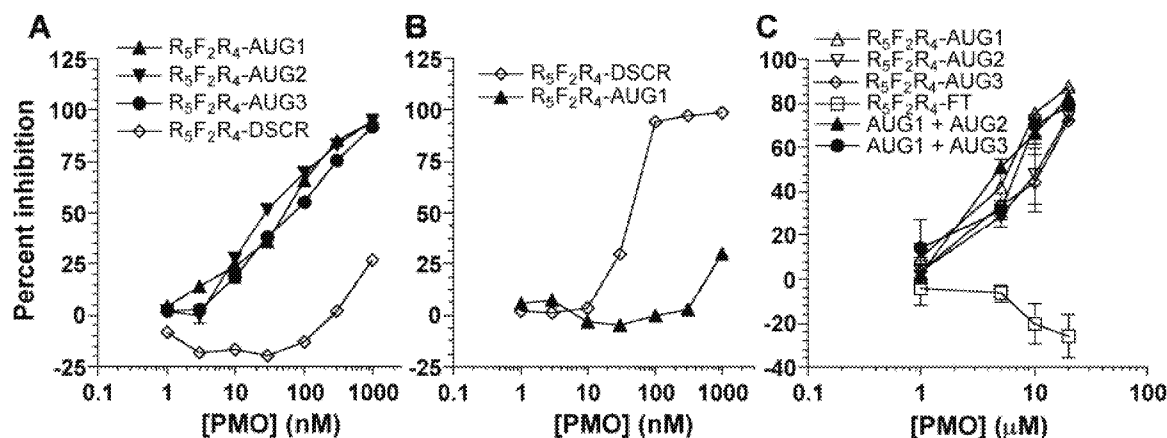 A
R5F2R4-AUG1
R5F2R4-AUG2
R5F2R4-AUG3
R5F2R4-DSCR
Percent inhibition
125
100
75
50
25
0
-25
0.1
1
10
100
1000
[PMO] (nM)
B
R5F2R4-DSCR
R5F2R4-AUG1
125
100
75
50
25
0
-25
0.1
1
10
100
1000
[PMO] (nM)
C
R5F2R4-AUG1
R5F2R4-AUG2
R5F2R4-AUG3
R5F2R4-FT
AUG1 + AUG2
AUG1 + AUG3
100
80
60
40
20
0
-20
-40
0.1
1
10
100
[PMO] (μM)